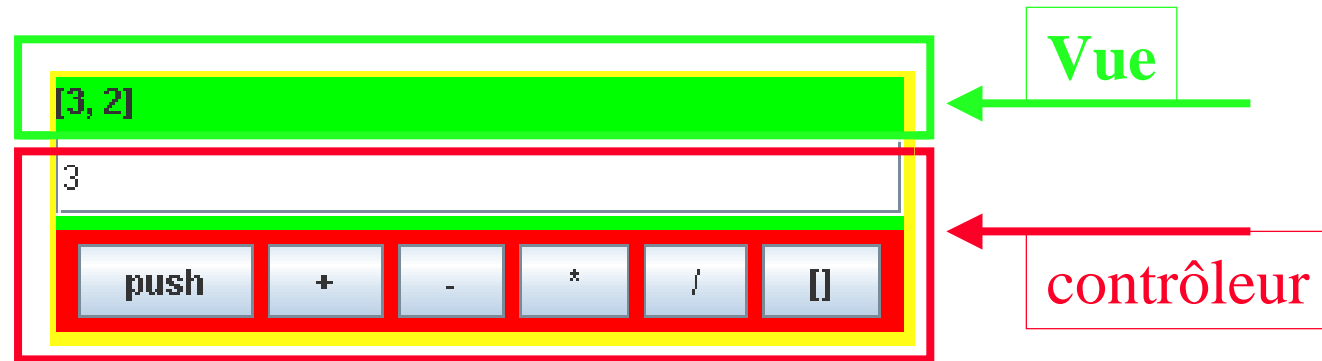 Vue
[3, 2]
3
push + - * / []
contrôleur